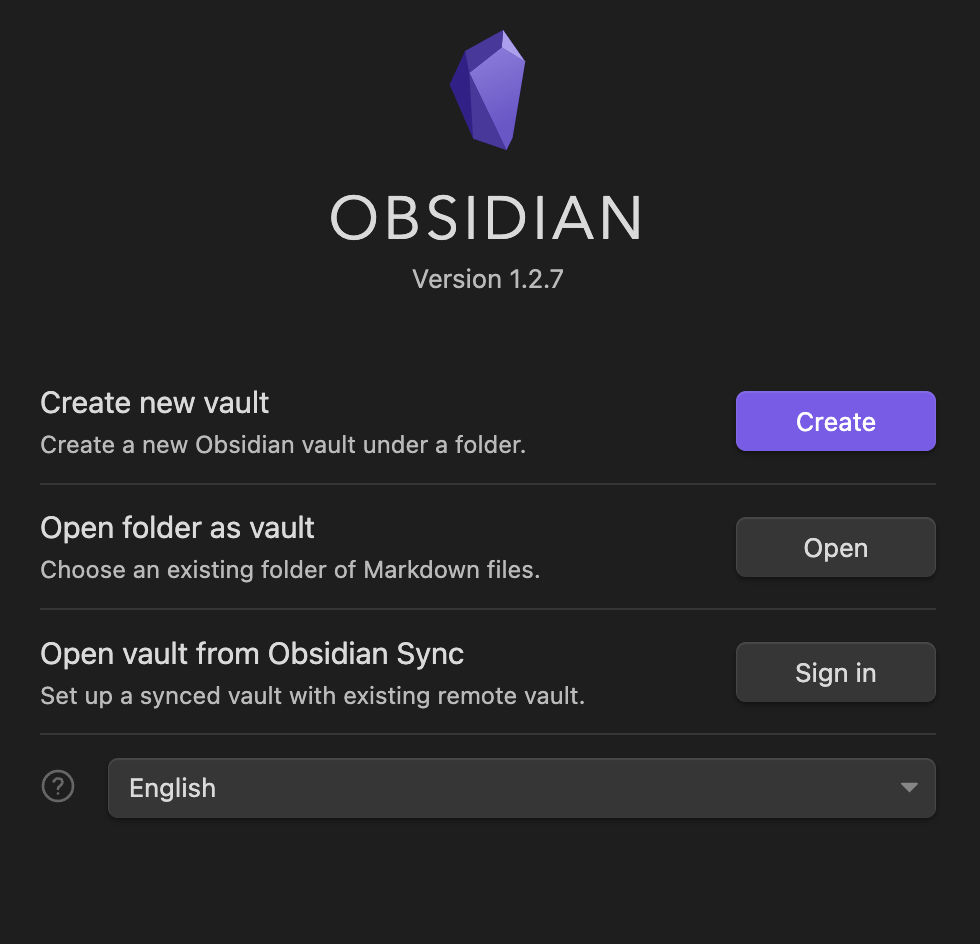 OBSIDIAN
Version 1.2.7
Create new vault
Create a new Obsidian vault under a folder.
Create
Open folder as vault
Choose an existing folder of Markdown files.
Open
Open vault from Obsidian Sync
Set up a synced vault with existing remote vault.
Sign in
?
English